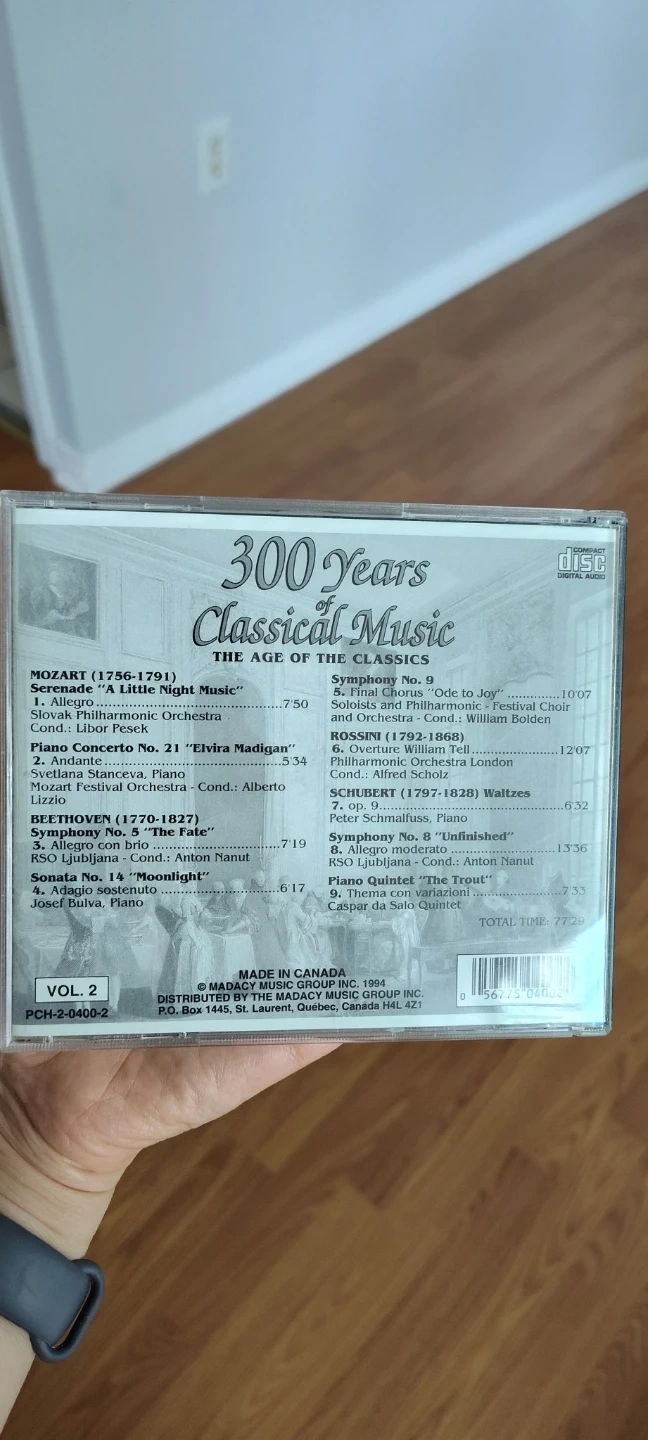 300 Years
of
Classical Music
THE AGE OF THE CLASSICS
COMPACT
disc
DIGITAL AUDIO
MOZART (1756-1791)
Serenade "A Little Night Music"
1. Allegro ........................................7'50
Slovak Philharmonic Orchestra
Cond.: Libor Pesek
Piano Concerto No. 21 "Elvira Madigan"
2. Andante ......................................5'34
Svetlana Stanceva, Piano
Mozart Festival Orchestra - Cond.: Alberto
Lizzio
BEETHOVEN (1770-1827)
Symphony No. 5 "The Fate"
3. Allegro con brio ..........................7'19
RSO Ljubljana - Cond.: Anton Nanut
Sonata No. 14 "Moonlight"
4. Adagio sostenuto ........................6'17
Josef Bulva, Piano
Symphony No. 9
5. Final Chorus "Ode to Joy" ............10'07
Soloists and Philharmonic - Festival Choir
and Orchestra - Cond.: William Bolden
ROSSINI (1792-1868)
6. Overture William Tell....................12'07
Philharmonic Orchestra London
Cond.: Alfred Scholz
SCHUBERT (1797-1828) Waltzes
7. op. 9............................................6'32
Peter Schmalfuss, Piano
Symphony No. 8 "Unfinished"
8. Allegro moderato ........................13'36
RSO Ljubljana - Cond.: Anton Nanut
Piano Quintet "The Trout"
9. Thema con variazioni ....................7'33
Caspar da Salo Quintet
TOTAL TIME: 77'29
VOL. 2
PCH-2-0400-2
MADE IN CANADA
© MADACY MUSIC GROUP INC. 1994
DISTRIBUTED BY THE MADACY MUSIC GROUP INC.
P.O. Box 1445, St. Laurent, Québec, Canada H4L 4Z1
0 56775